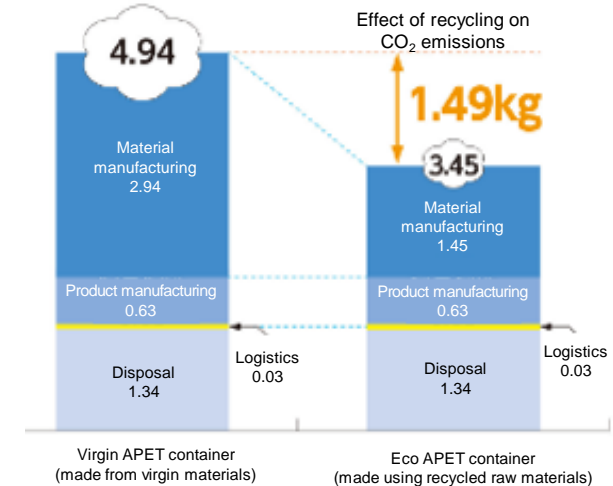 Effect of recycling on
CO₂ emissions
4.94
1.49kg
3.45
Material
manufacturing
2.94
Material
manufacturing
1.45
Product manufacturing
0.63
Product manufacturing
0.63
Logistics
0.03
Logistics
0.03
Disposal
1.34
Disposal
1.34
Virgin APET container
(made from virgin materials)
Eco APET container
(made using recycled raw materials)